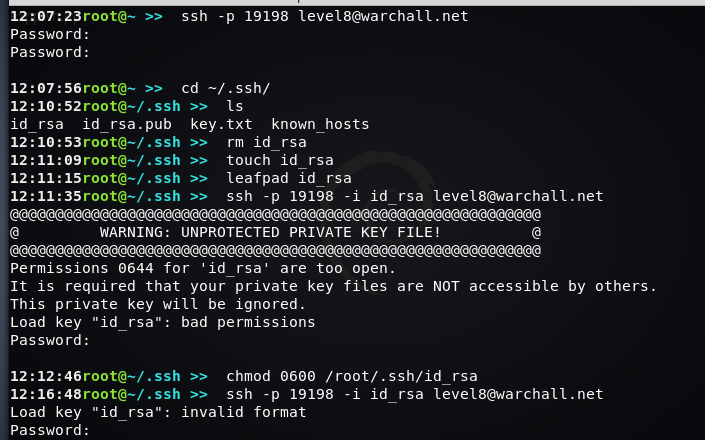 12:07:23root@~ >>  ssh -p 19198 level8@warchall.net
Password:
Password:
12:07:56root@~ >>  cd ~/.ssh/
12:10:52root@~/.ssh >>  ls
id_rsa  id_rsa.pub  key.txt  known_hosts
12:10:53root@~/.ssh >>  rm id_rsa
12:11:09root@~/.ssh >>  touch id_rsa
12:11:15root@~/.ssh >>  leafpad id_rsa
12:11:35root@~/.ssh >>  ssh -p 19198 -i id_rsa level8@warchall.net
@@@@@@@@@@@@@@@@@@@@@@@@@@@@@@@@@@@@@@@@@@@@@@@@@@@@@@@@@@@
@         WARNING: UNPROTECTED PRIVATE KEY FILE!          @
@@@@@@@@@@@@@@@@@@@@@@@@@@@@@@@@@@@@@@@@@@@@@@@@@@@@@@@@@@@
Permissions 0644 for 'id_rsa' are too open.
It is required that your private key files are NOT accessible by others.
This private key will be ignored.
Load key "id_rsa": bad permissions
Password:
12:12:46root@~/.ssh >>  chmod 0600 /root/.ssh/id_rsa
12:16:48root@~/.ssh >>  ssh -p 19198 -i id_rsa level8@warchall.net
Load key "id_rsa": invalid format
Password: